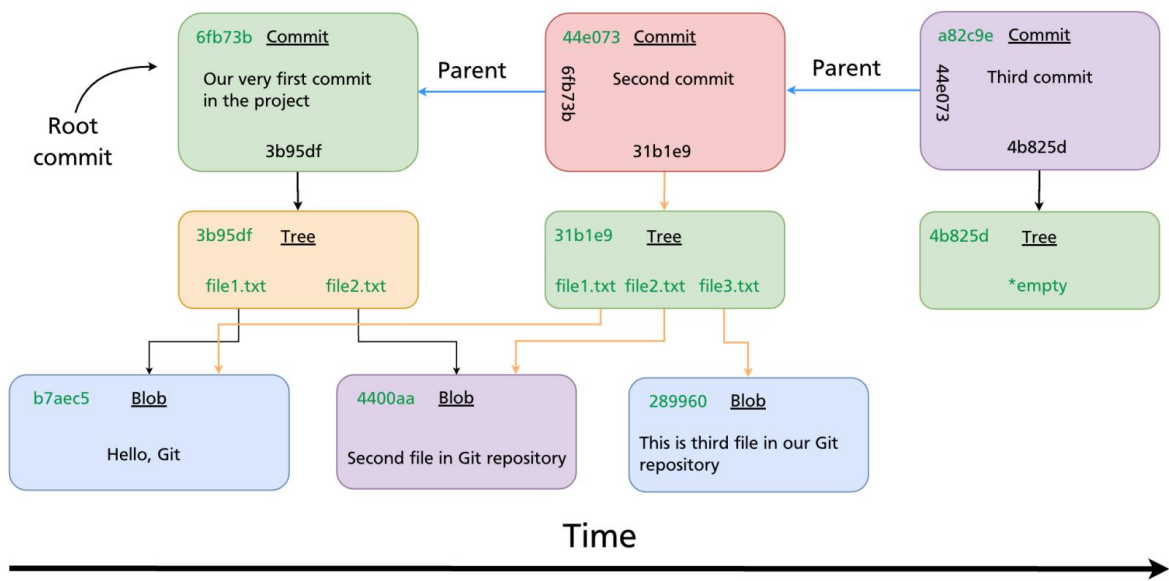 6fb73b Commit
Our very first commit
in the project
3b95df
Root
commit
Parent
44e073 Commit
6fb73b
Second commit
31b1e9
Parent
a82c9e Commit
44e073
Third commit
4b825d
3b95df Tree
file1.txt file2.txt
31b1e9 Tree
file1.txt file2.txt file3.txt
4b825d Tree
*empty
b7aec5 Blob
Hello, Git
4400aa Blob
Second file in Git repository
289960 Blob
This is third file in our Git
repository
Time